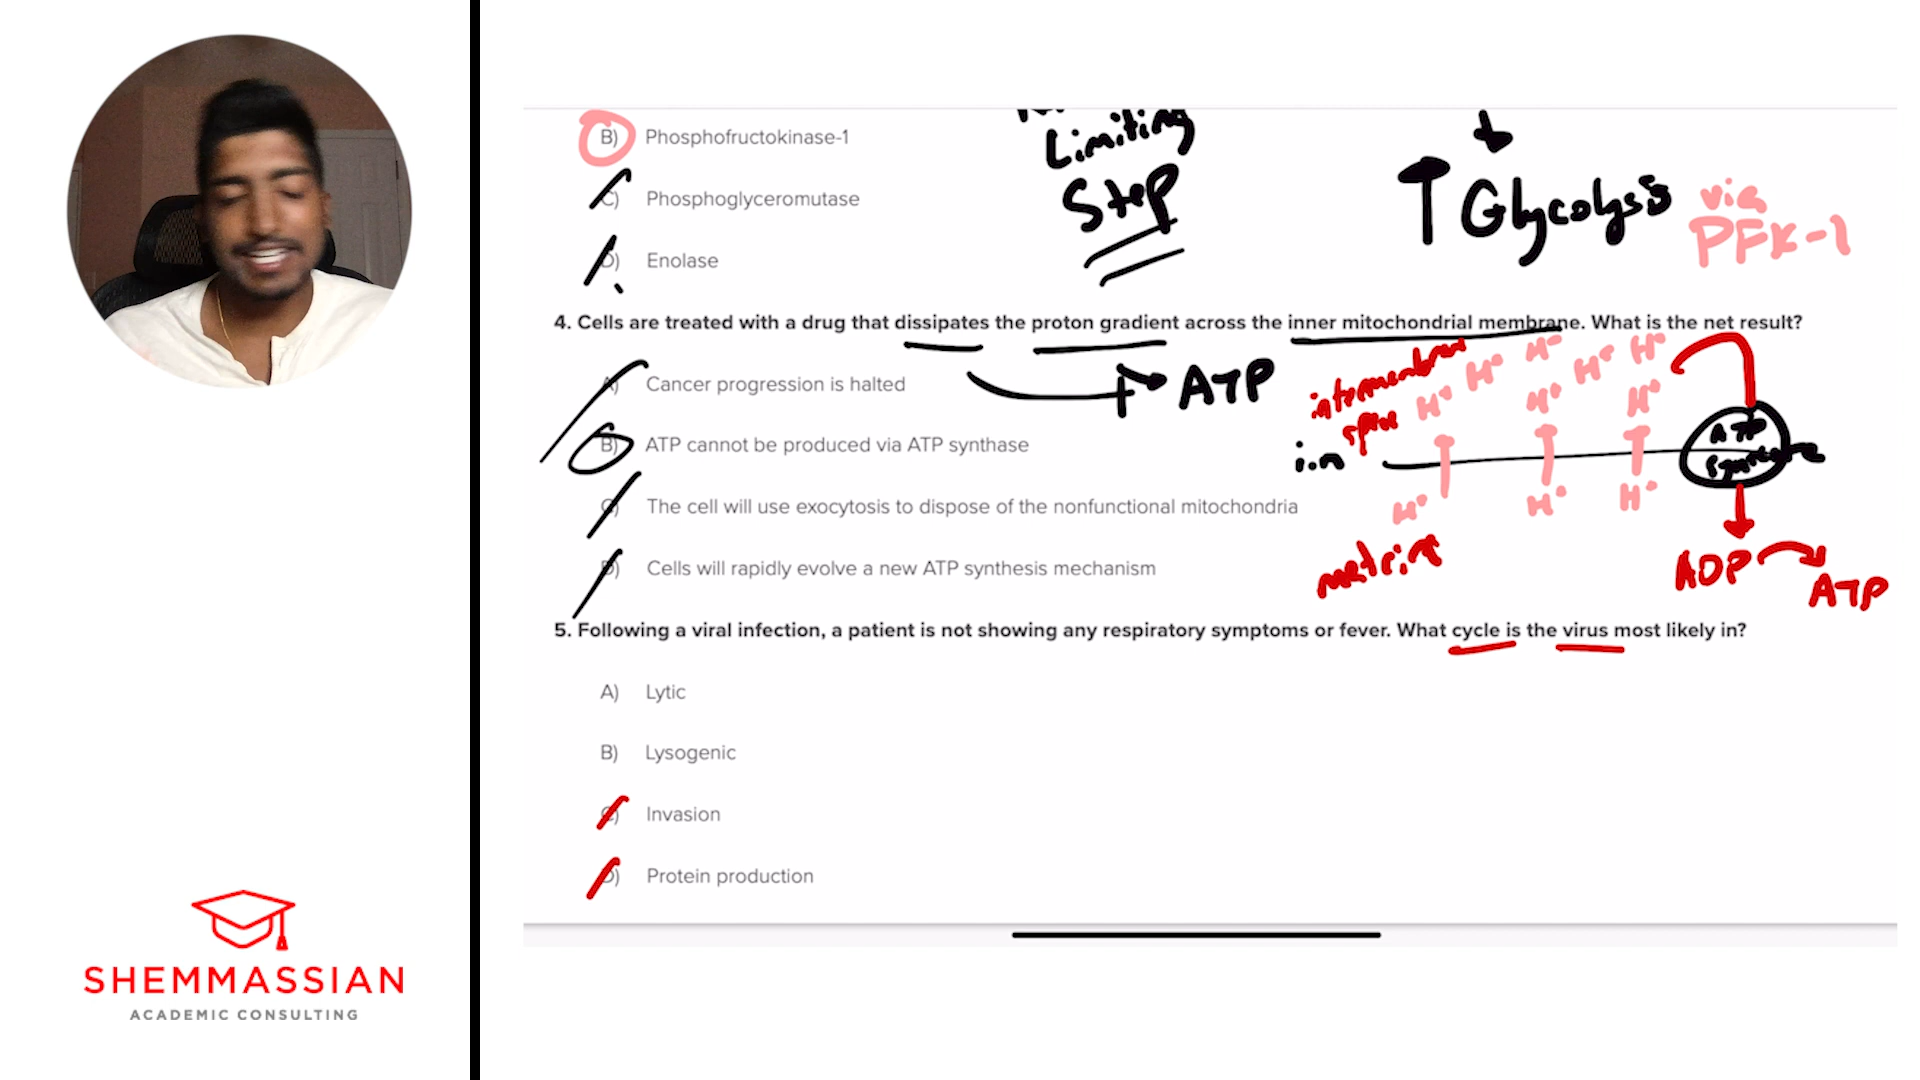 B) Phosphofructokinase-1
C) Phosphoglyceromutase
D) Enolase
Limiting
Step
↑ Glycolysis
via
PFK-1
4. Cells are treated with a drug that dissipates the proton gradient across the inner mitochondrial membrane. What is the net result?
A) Cancer progression is halted
B) ATP cannot be produced via ATP synthase
C) The cell will use exocytosis to dispose of the nonfunctional mitochondria
D) Cells will rapidly evolve a new ATP synthesis mechanism
ATP
intermembrane
space
i.m
H⁺ H⁺ H⁺ H⁺ H⁺
H⁺ H⁺ H⁺
H⁺ H⁺ H⁺
matrix
ATP
synthase
ADP
ATP
5. Following a viral infection, a patient is not showing any respiratory symptoms or fever. What cycle is the virus most likely in?
A) Lytic
B) Lysogenic
C) Invasion
D) Protein production
SHEMMASSIAN
ACADEMIC CONSULTING